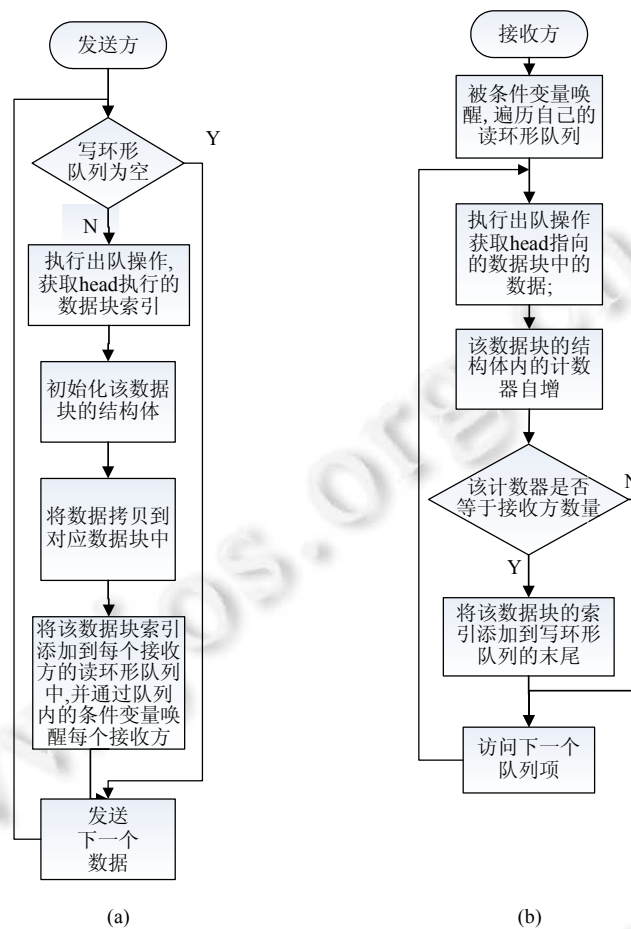 发送方
写环形
队列为空
Y
N
执行出队操作,
获取head执行的
数据块索引
初始化该数据
块的结构体
将数据拷贝到
对应数据块中
将该数据块索引
添加到每个接收
方的读环形队列
中,并通过队列
内的条件变量唤
醒每个接收方
发送
下一个
数据
(a)
接收方
被条件变量唤
醒, 遍历自己的
读环形队列
执行出队操作
获取head指向
的数据块中的
数据;
该数据块的结
构体内的计数
器自增
该计数器是否
等于接收方数量
N
Y
将该数据块的索
引添加到写环形
队列的末尾
访问下一个
队列项
(b)